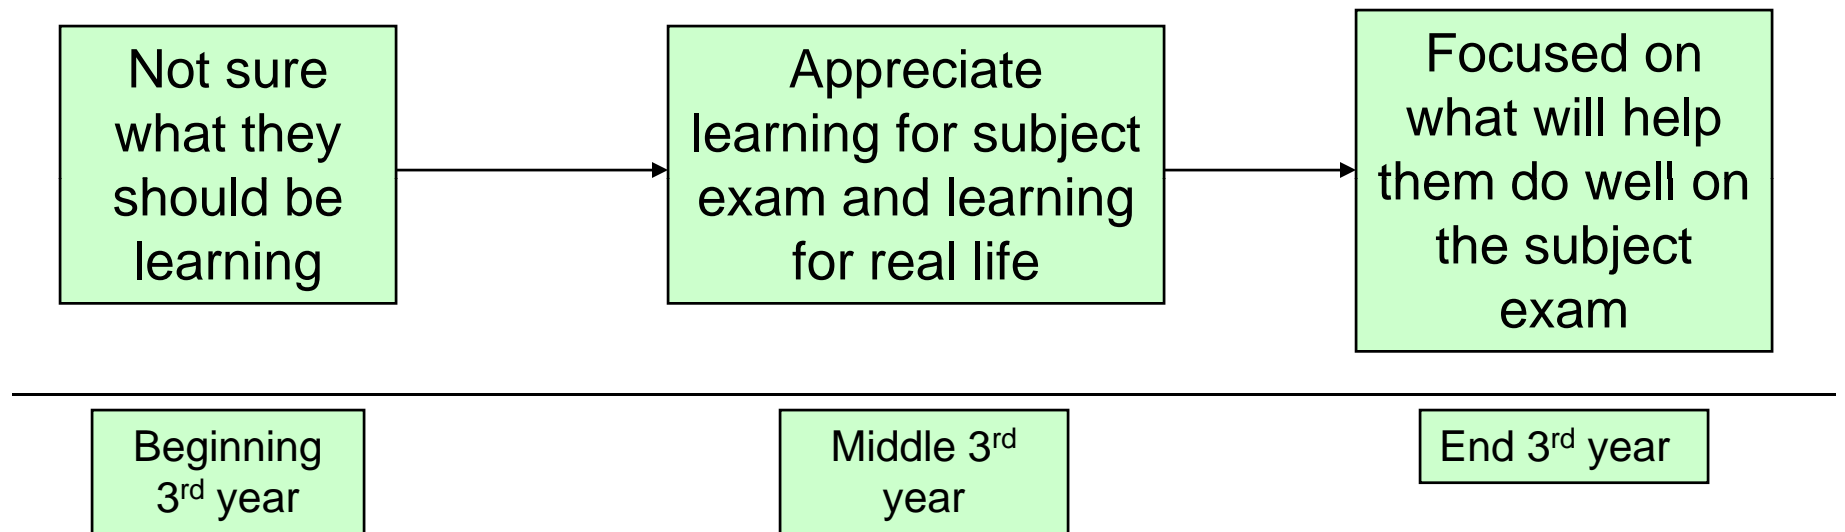 Not sure
what they
should be
learning
Appreciate
learning for subject
exam and learning
for real life
Focused on
what will help
them do well on
the subject
exam
Beginning
3rd year
Middle 3rd
year
End 3rd year